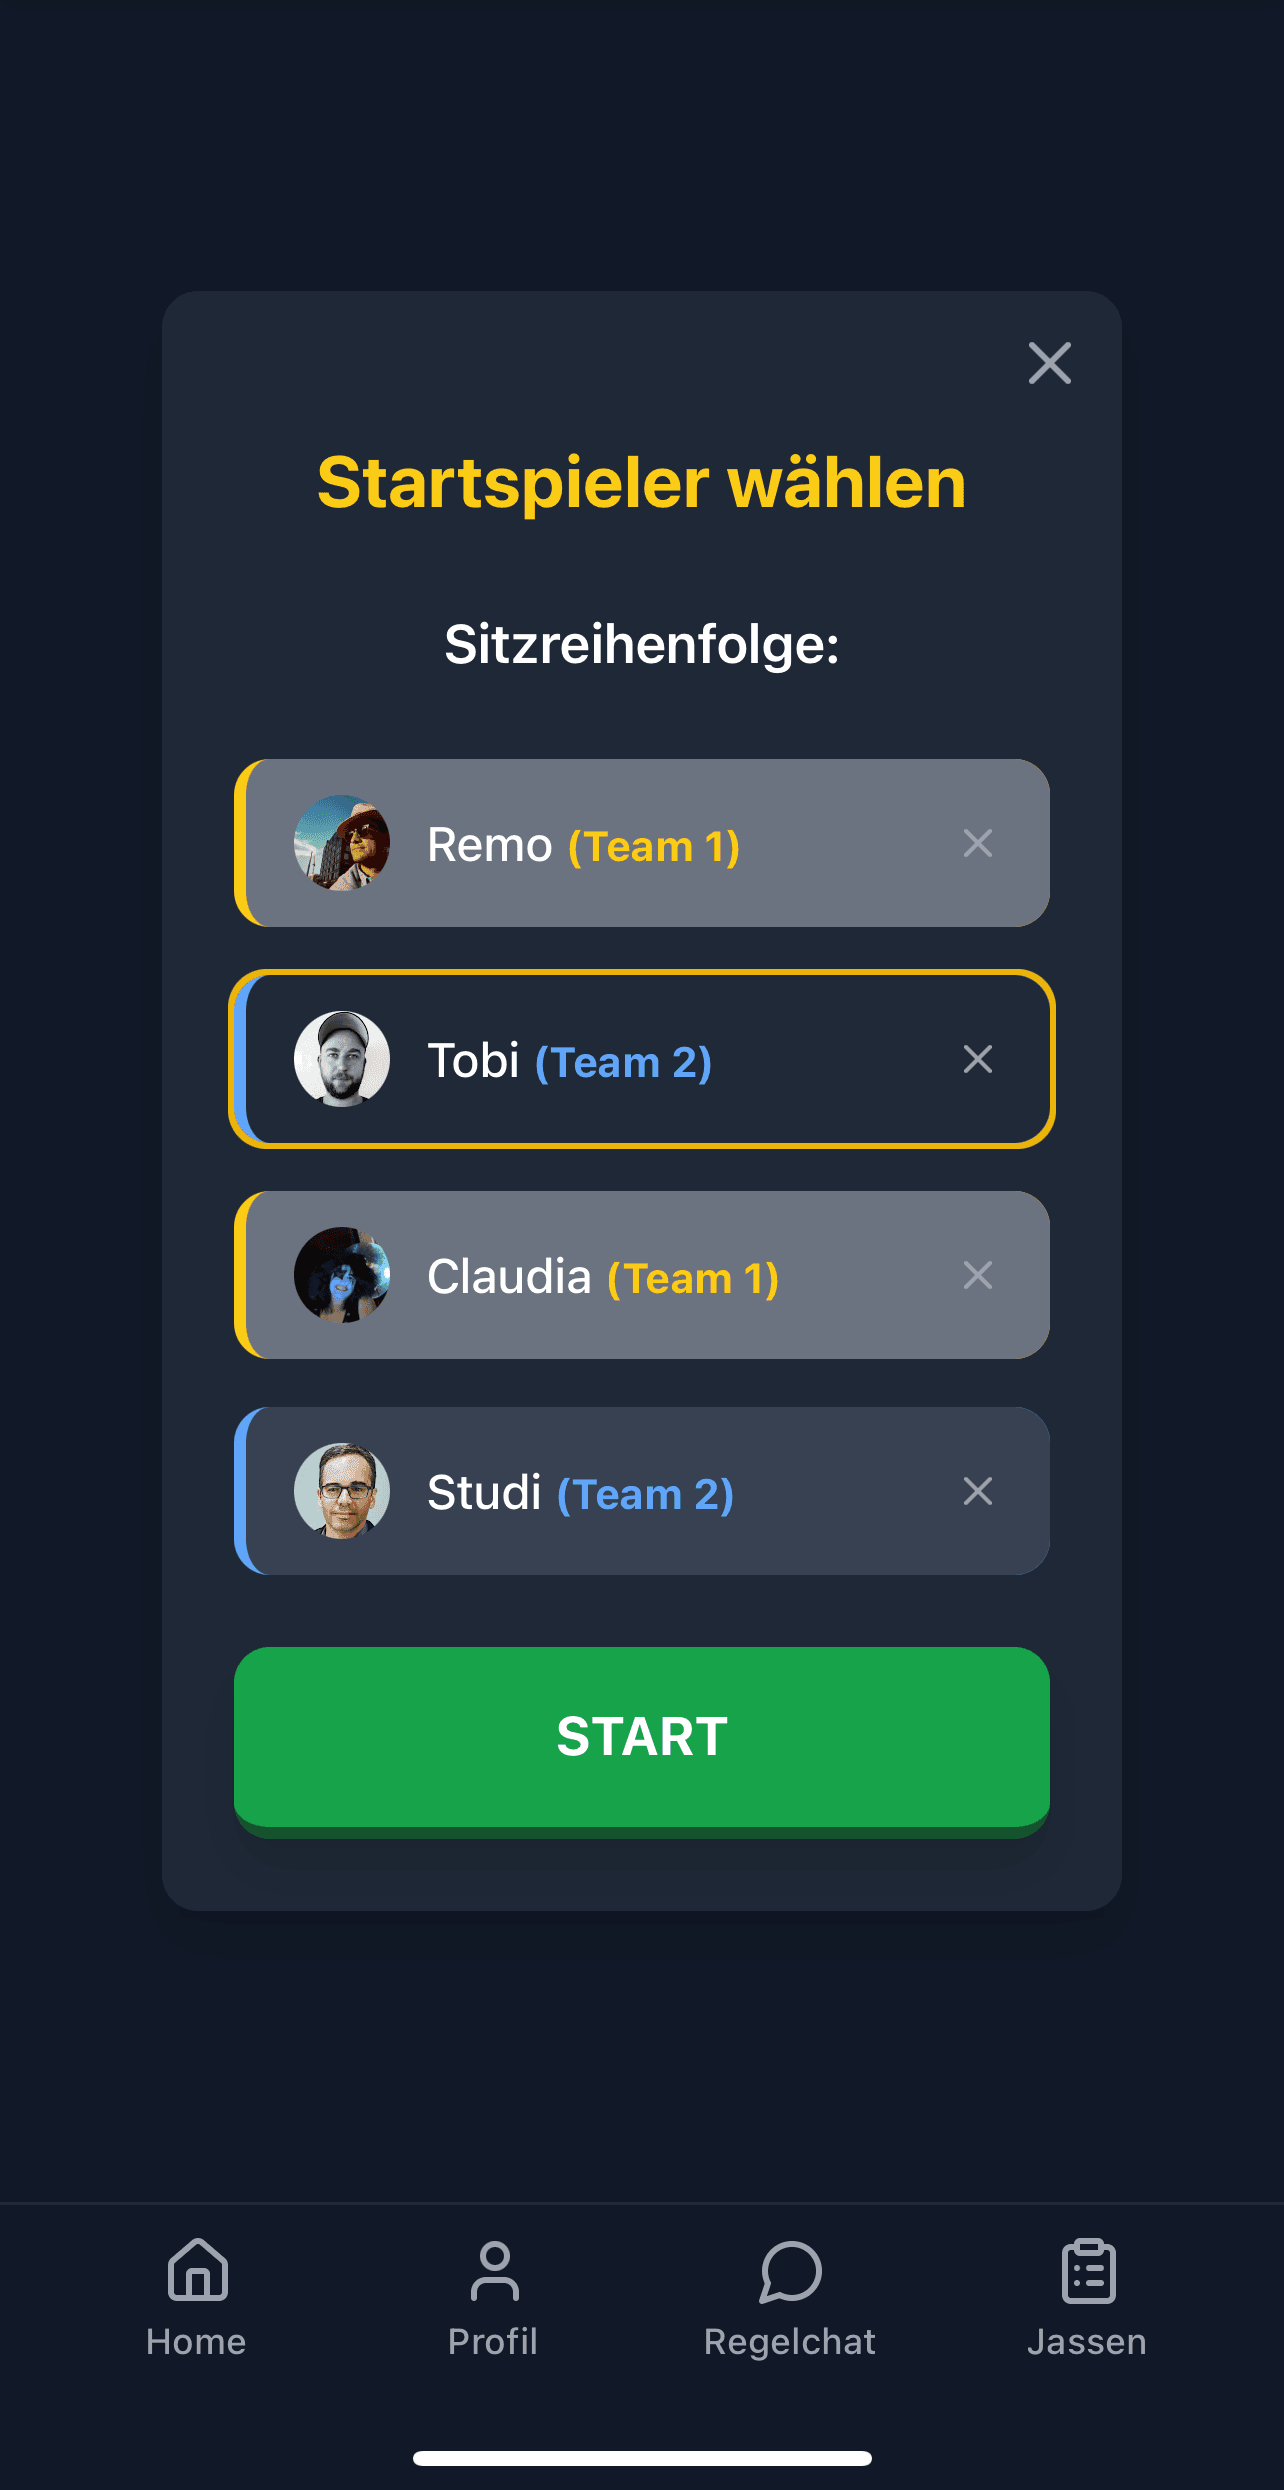 Startspieler wählen
Sitzreihenfolge:
Remo (Team 1)
Tobi (Team 2)
Claudia (Team 1)
Studi (Team 2)
START
Home
Profil
Regelchat
Jassen